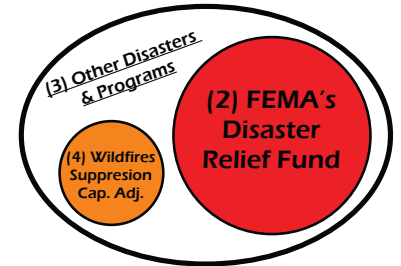 (3) Other Disasters
& Programs
(2) FEMA's
Disaster
Relief Fund
(4) Wildfires
Suppresion
Cap. Adj.